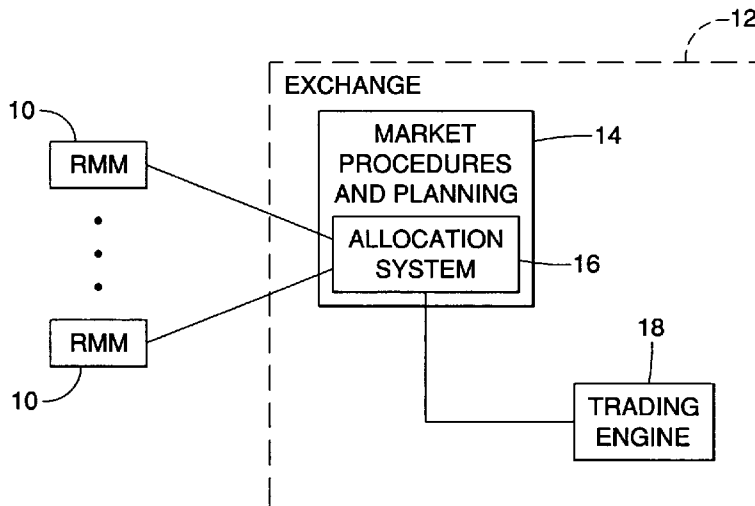 12
EXCHANGE
10
RMM
MARKET
PROCEDURES
AND PLANNING
14
ALLOCATION
SYSTEM
16
RMM
10
18
TRADING
ENGINE